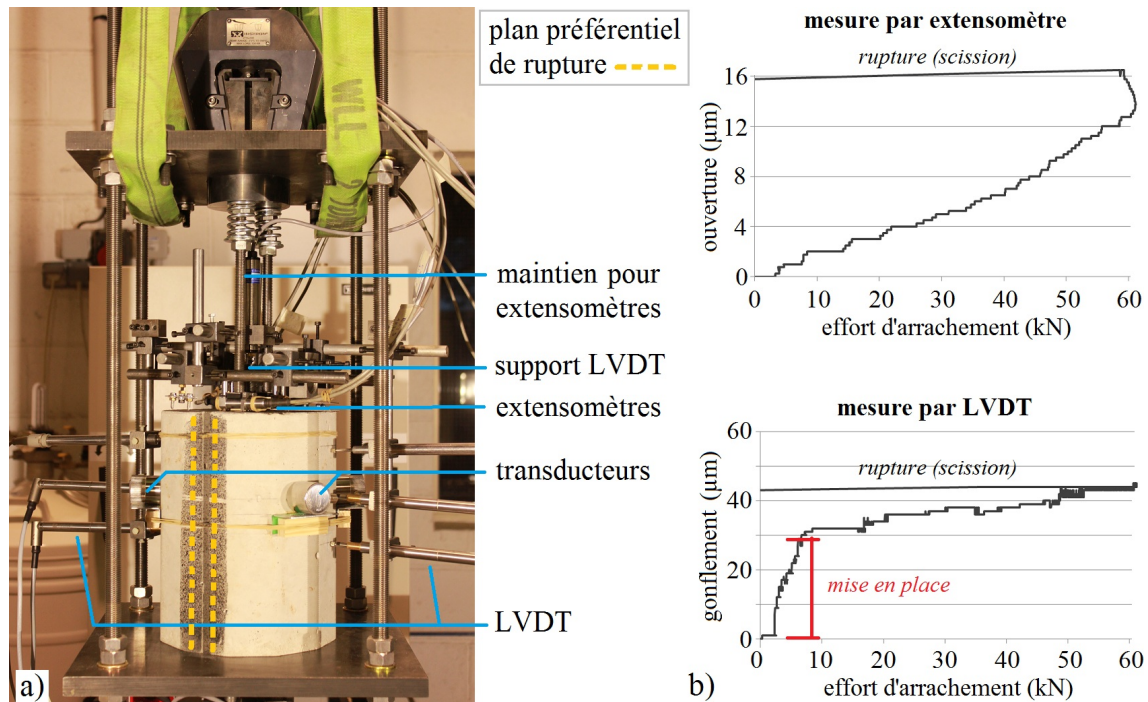 plan préférentiel
de rupture
maintien pour
extensomètres
support LVDT
extensomètres
transducteurs
LVDT
a)
WLL
mesure par extensomètre
rupture (scission)
ouverture (µm)
16
12
8
4
0
0 10 20 30 40 50 60
effort d'arrachement (kN)
mesure par LVDT
rupture (scission)
gonflement (µm)
60
40
20
0
mise en place
0 10 20 30 40 50 60
effort d'arrachement (kN)
b)